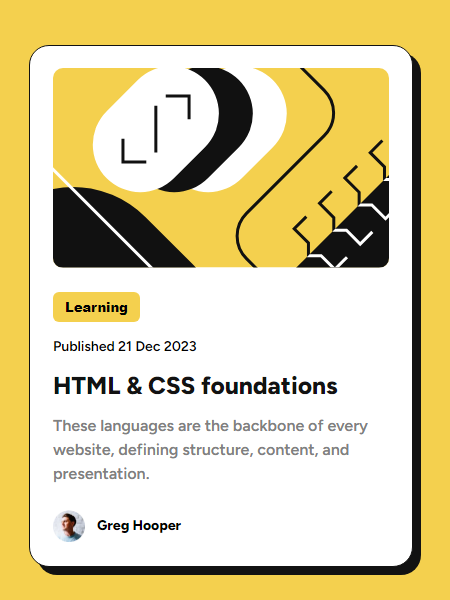 Learning
Published 21 Dec 2023
HTML & CSS foundations
These languages are the backbone of every
website, defining structure, content, and
presentation.
Greg Hooper